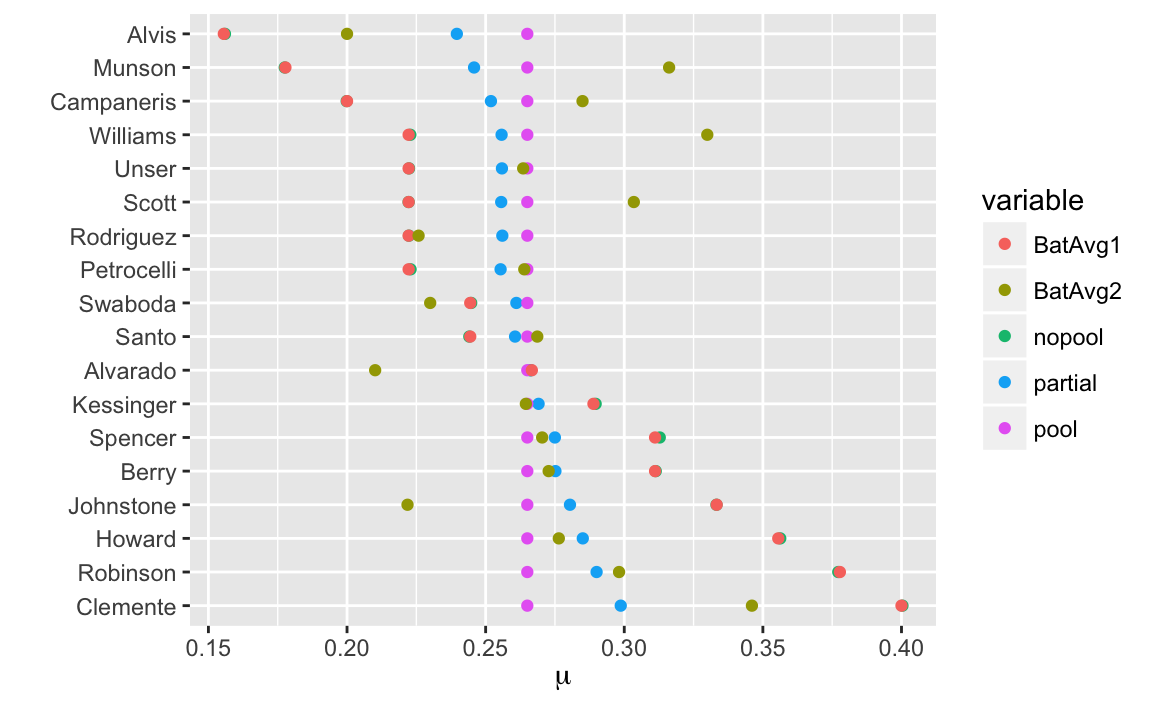 Alvis
Munson
Campaneris
Williams
Unser
Scott
Rodriguez
Petrocelli
Swaboda
Santo
Alvarado
Kessinger
Spencer
Berry
Johnstone
Howard
Robinson
Clemente
0.15 0.20 0.25 0.30 0.35 0.40
μ
variable
BatAvg1
BatAvg2
nopool
partial
pool